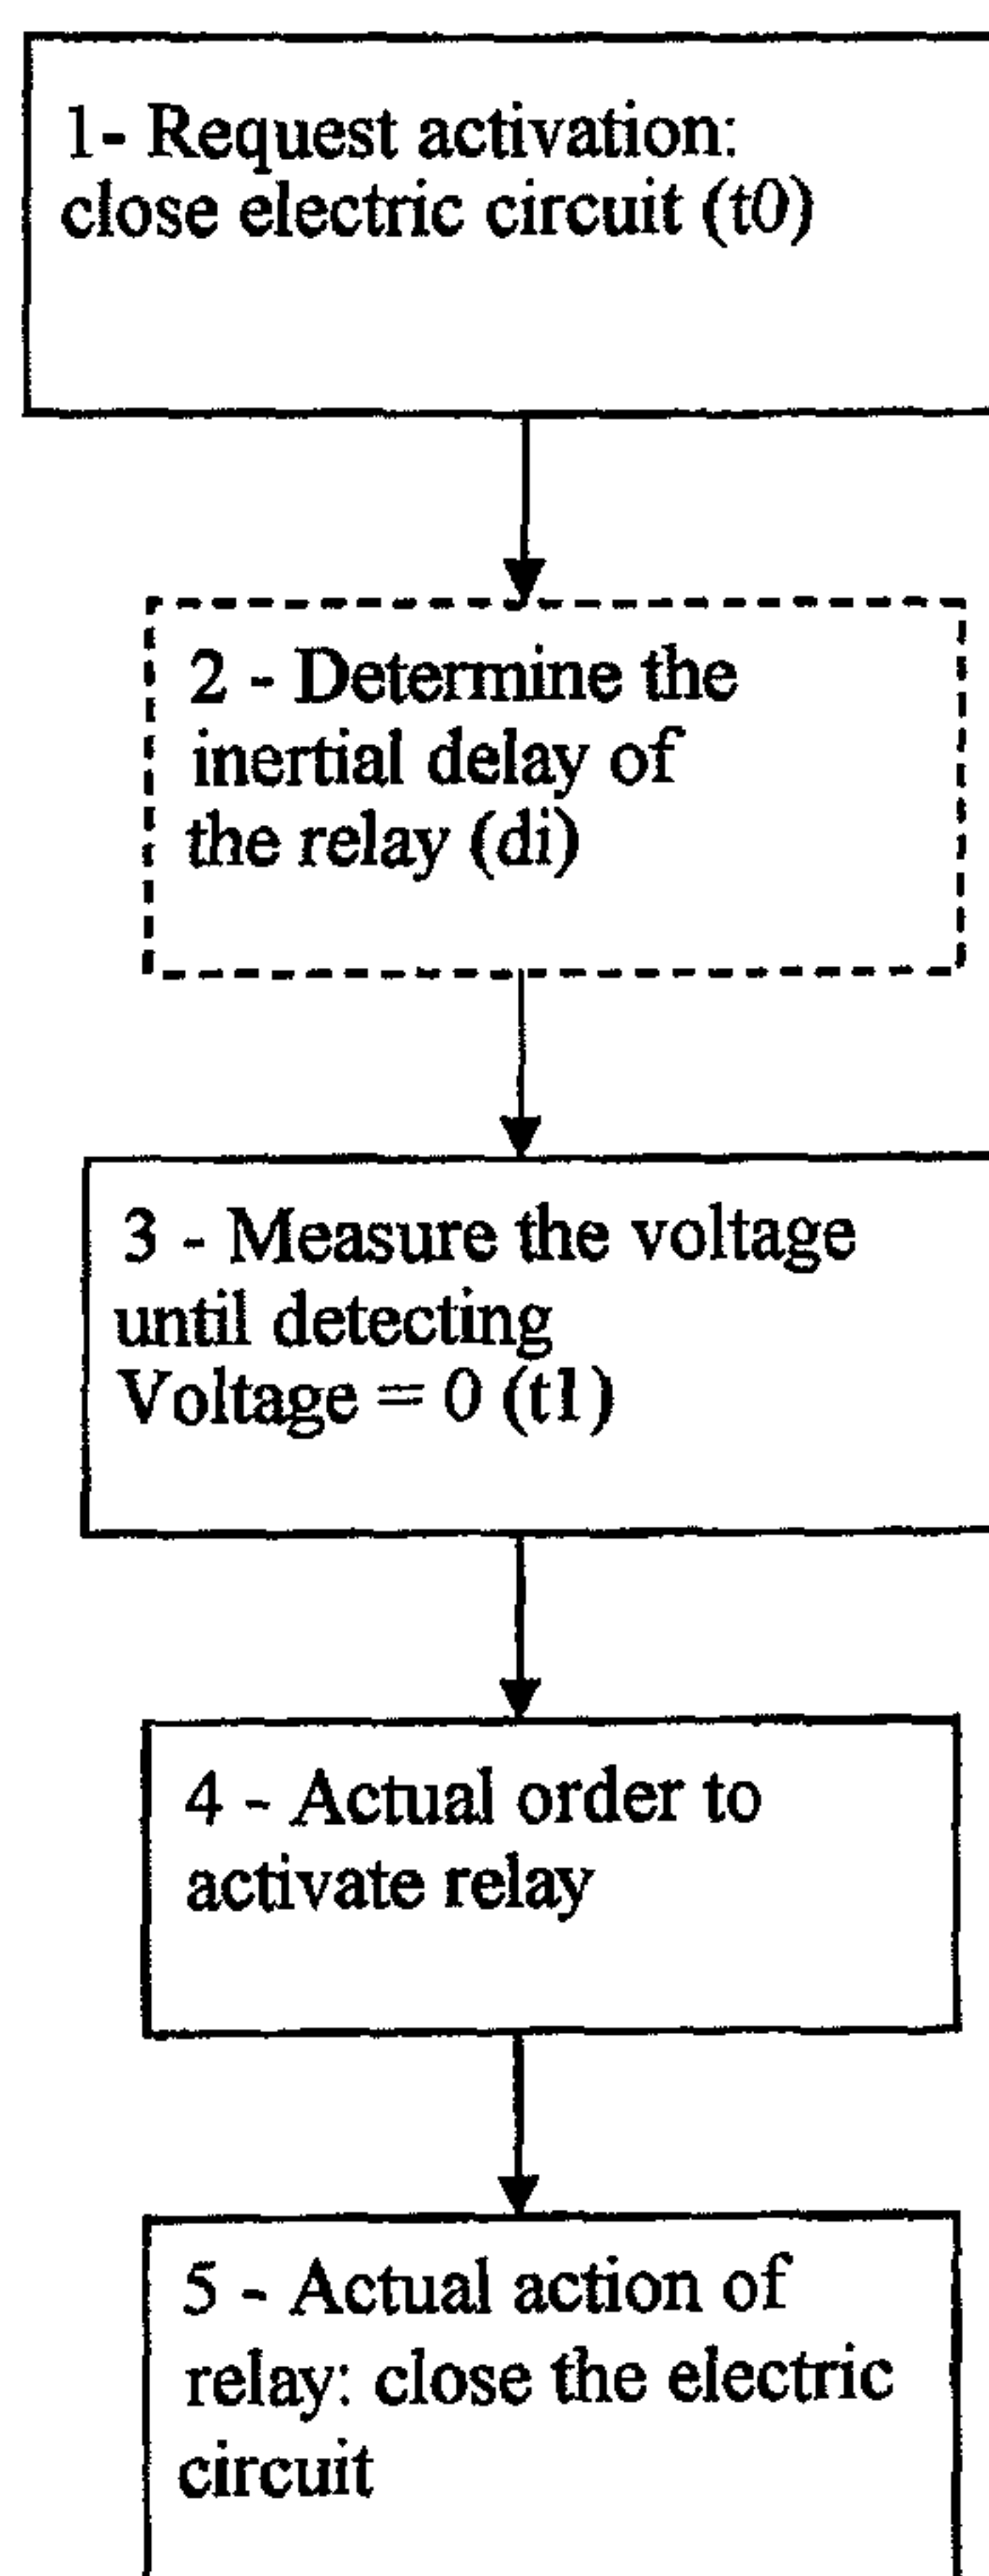 1- Request activation:
close electric circuit (t0)
2 - Determine the
inertial delay of
the relay (di)
3 - Measure the voltage
until detecting
Voltage = 0 (t1)
4 - Actual order to
activate relay
5 - Actual action of
relay: close the electric
circuit